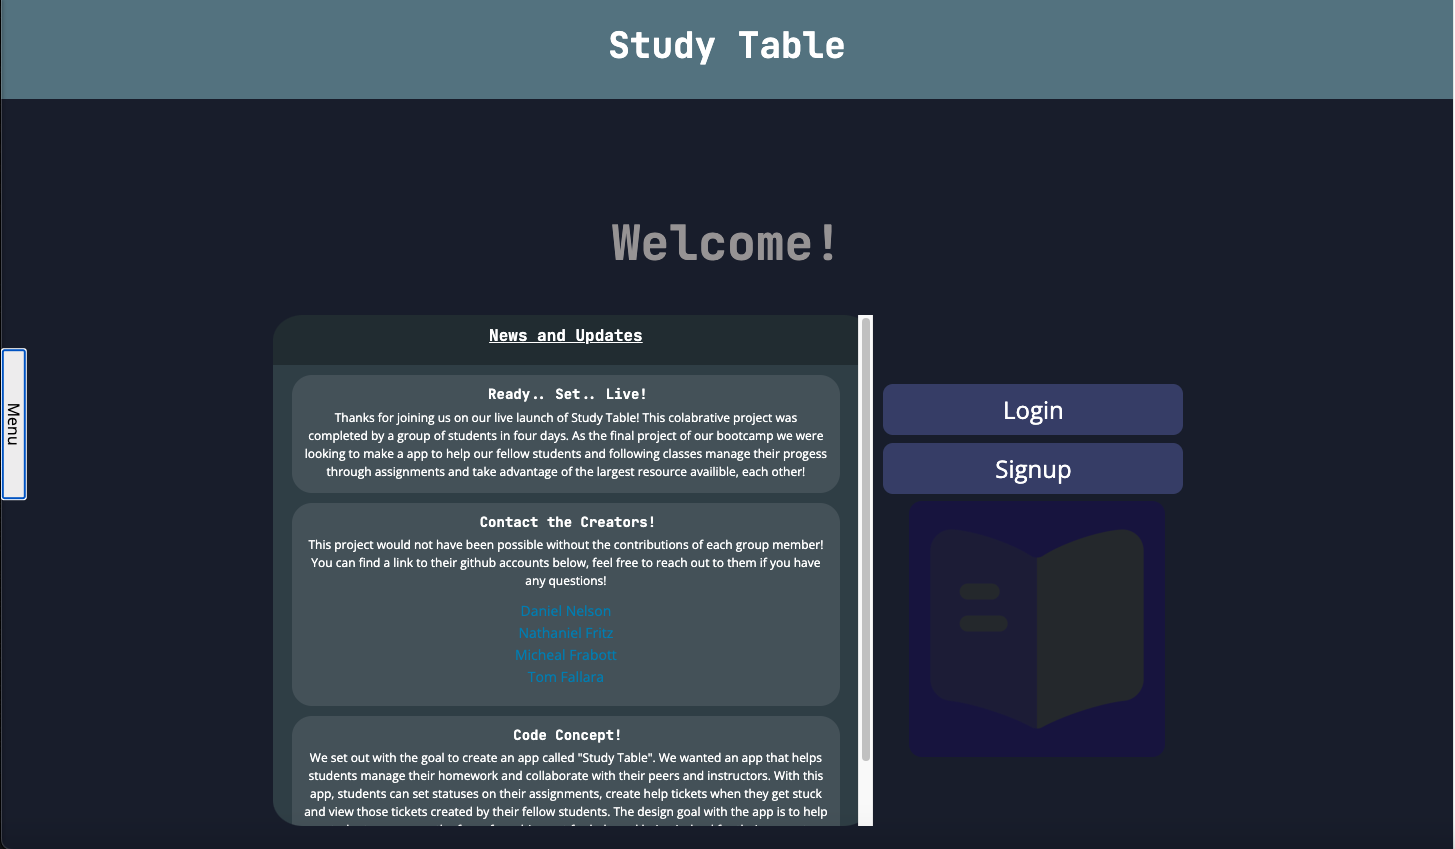 Study Table
Welcome!
Menu
News and Updates
Ready.. Set.. Live!
Thanks for joining us on our live launch of Study Table! This colabrative project was
completed by a group of students in four days. As the final project of our bootcamp we were
looking to make a app to help our fellow students and following classes manage their progess
through assignments and take advantage of the largest resource availible, each other!
Contact the Creators!
This project would not have been possible without the contributions of each group member!
You can find a link to their github accounts below, feel free to reach out to them if you have
any questions!
Daniel Nelson
Nathaniel Fritz
Micheal Frabott
Tom Fallara
Code Concept!
We set out with the goal to create an app called "Study Table". We wanted an app that helps
students manage their homework and collaborate with their peers and instructors. With this
app, students can set statuses on their assignments, create help tickets when they get stuck
and view those tickets created by their fellow students. The design goal with the app is to help
Login
Signup